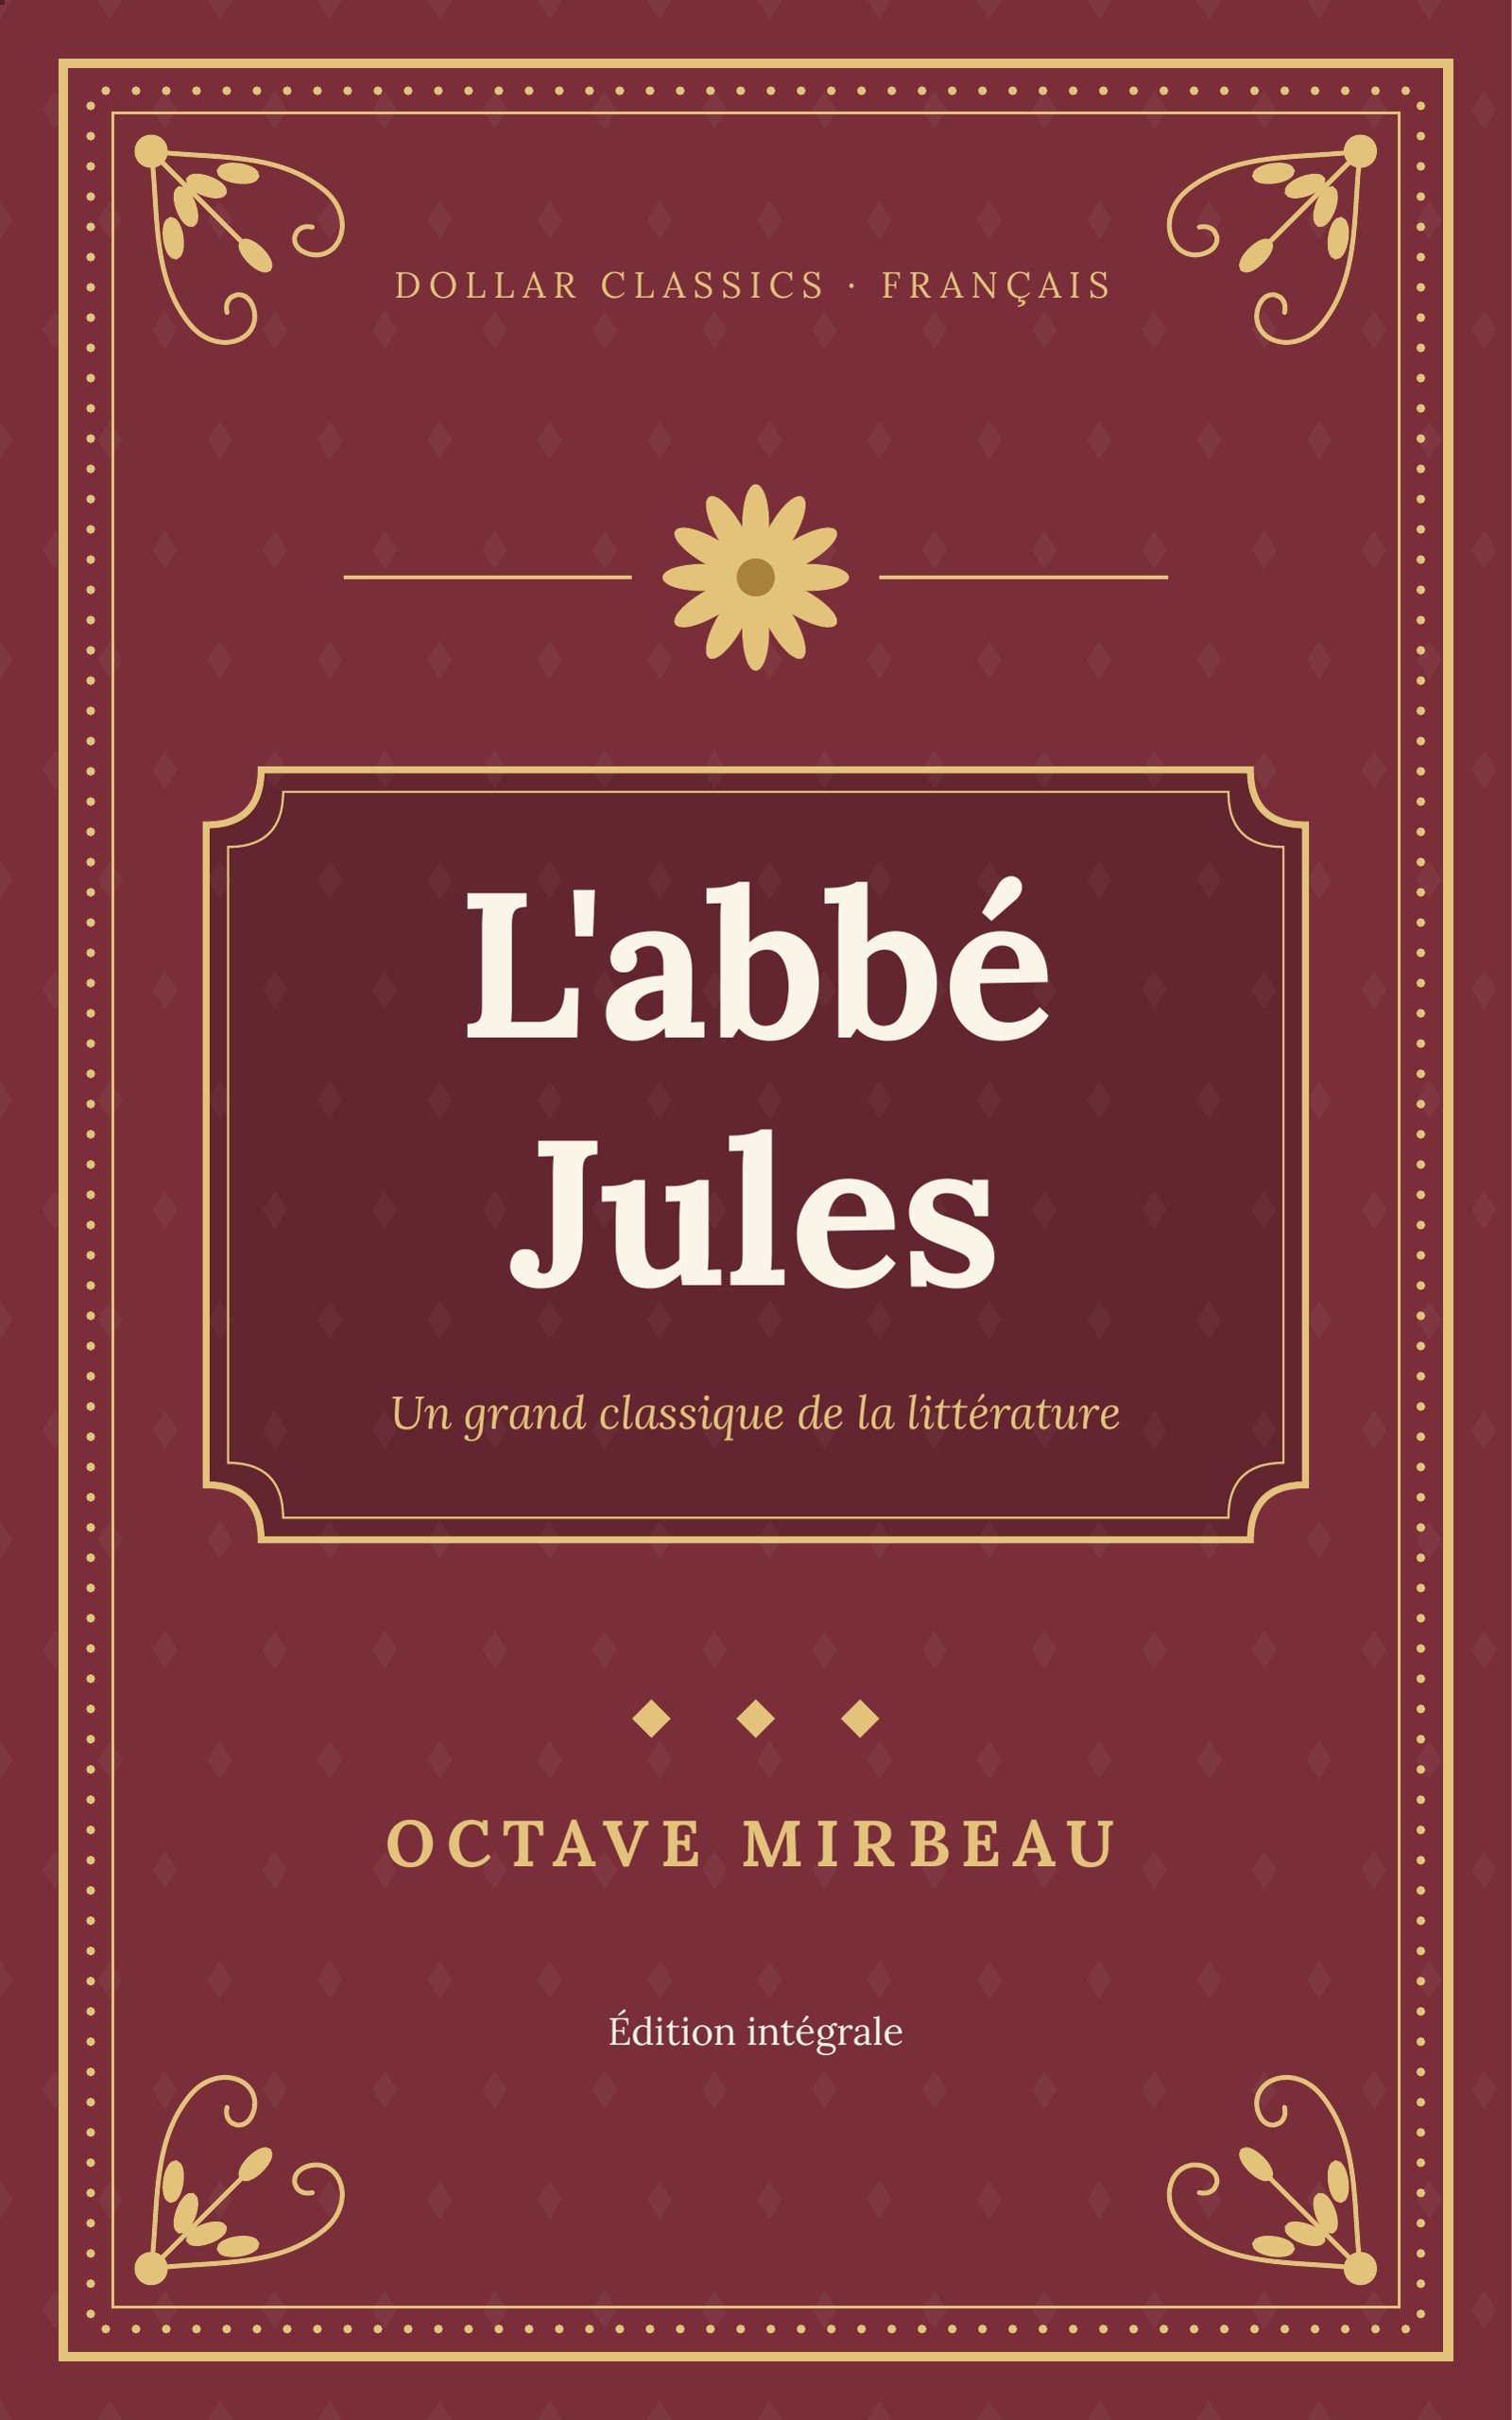 DOLLAR CLASSICS · FRANÇAIS
L'abbé
Jules
Un grand classique de la littérature
OCTAVE MIRBEAU
Édition intégrale